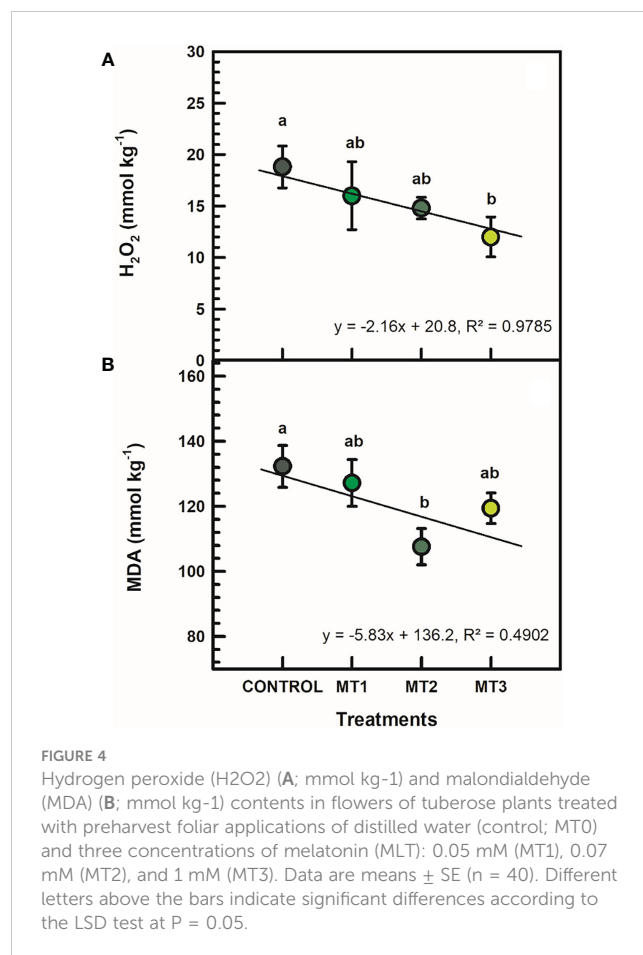 A
30
25
20
15
10
5
0
H₂O₂ (mmol kg⁻¹)
a
ab
ab
b
y = -2.16x + 20.8, R² = 0.9785
B
160
140
120
100
80
MDA (mmol kg⁻¹)
a
ab
b
ab
y = -5.83x + 136.2, R² = 0.4902
CONTROL MT1 MT2 MT3
Treatments
FIGURE 4
Hydrogen peroxide (H2O2) (A; mmol kg-1) and malondialdehyde
(MDA) (B; mmol kg-1) contents in flowers of tuberose plants treated
with preharvest foliar applications of distilled water (control; MT0)
and three concentrations of melatonin (MLT): 0.05 mM (MT1), 0.07
mM (MT2), and 1 mM (MT3). Data are means ± SE (n = 40). Different
letters above the bars indicate significant differences according to
the LSD test at P = 0.05.